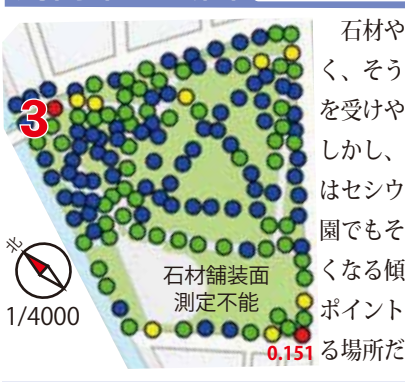 石材や
く、そう
を受けや
しかし、
はセシウ
園でもそ
くなる傾
ポイント
る場所だ
3
北
1/4000
石材舗装面
測定不能
0.151